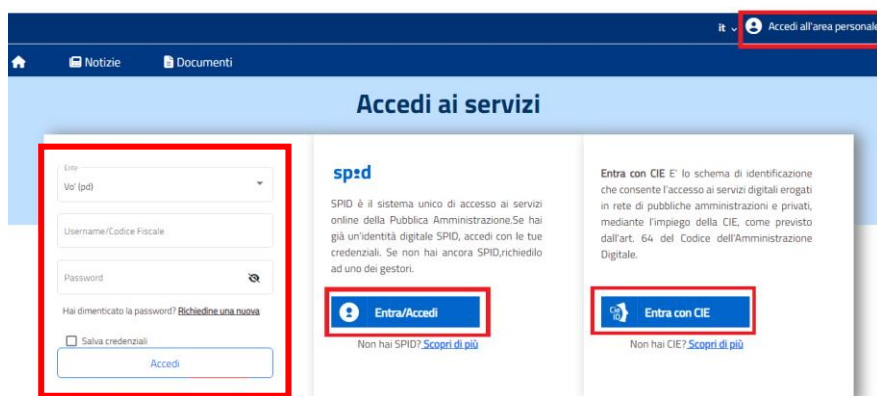 it
Accedi all'area personale
Notizie
Documenti
Accedi ai servizi
Ente
Vo' (pd)
Username/Codice Fiscale
Password
Hai dimenticato la password? Richiedine una nuova
Salva credenziali
Accedi
spid
SPID è il sistema unico di accesso ai servizi
online della Pubblica Amministrazione.Se hai
già un'identità digitale SPID, accedi con le tue
credenziali. Se non hai ancora SPID,richiedilo
ad uno dei gestori.
Entra/Accedi
Non hai SPID? Scopri di più
Entra con CIE E' lo schema di identificazione
che consente l'accesso ai servizi digitali erogati
in rete di pubbliche amministrazioni e privati,
mediante l'impiego della CIE, come previsto
dall'art. 64 del Codice dell'Amministrazione
Digitale.
Entra con CIE
Non hai CIE? Scopri di più